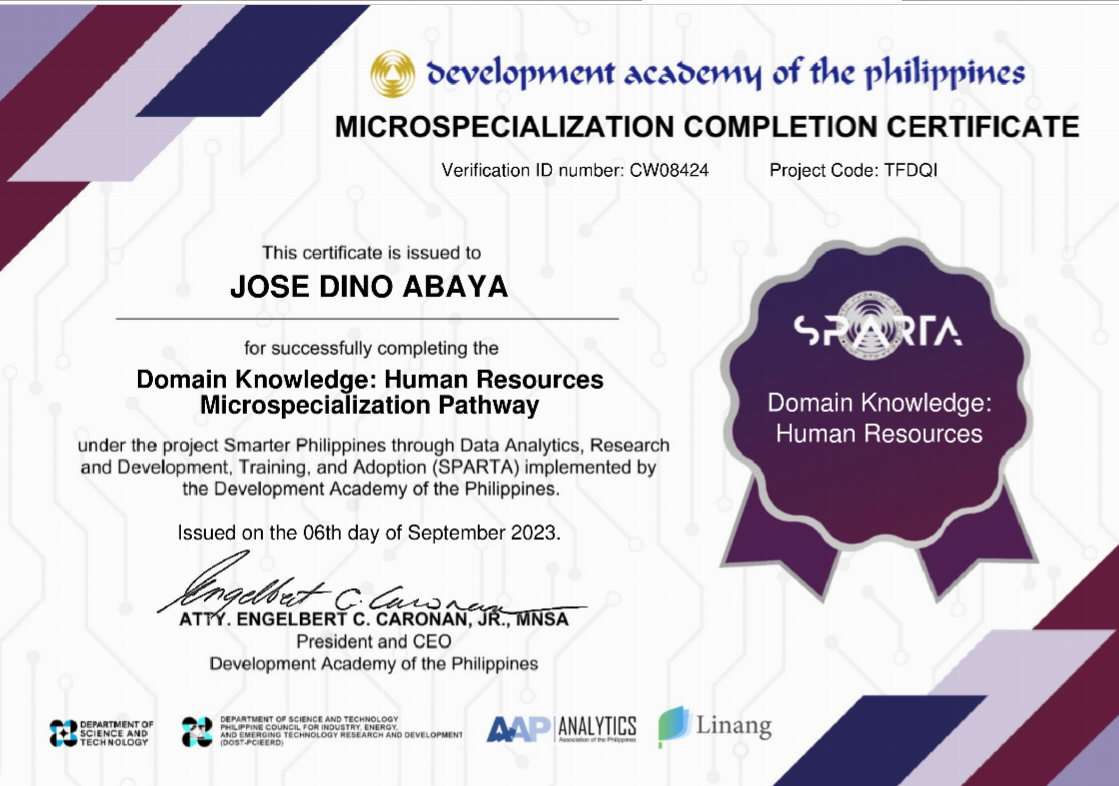 development academy of the philippines
MICROSPECIALIZATION COMPLETION CERTIFICATE
Verification ID number: CW08424 Project Code: TFDQI
This certificate is issued to
JOSE DINO ABAYA
for successfully completing the
Domain Knowledge: Human Resources
Microspecialization Pathway
under the project Smarter Philippines through Data Analytics, Research
and Development, Training, and Adoption (SPARTA) implemented by
the Development Academy of the Philippines.
Issued on the 06th day of September 2023.
Engelbert C. Caronan
ATTY. ENGELBERT C. CARONAN, JR., MNSA
President and CEO
Development Academy of the Philippines
SPARTA
Domain Knowledge:
Human Resources
DEPARTMENT OF
SCIENCE AND
TECHNOLOGY
DEPARTMENT OF SCIENCE AND TECHNOLOGY
PHILIPPINE COUNCIL FOR INDUSTRY, ENERGY,
AND EMERGING TECHNOLOGY RESEARCH AND DEVELOPMENT
(DOST-PCIEERD)
AAP ANALYTICS
Association of the Philippines
Linang